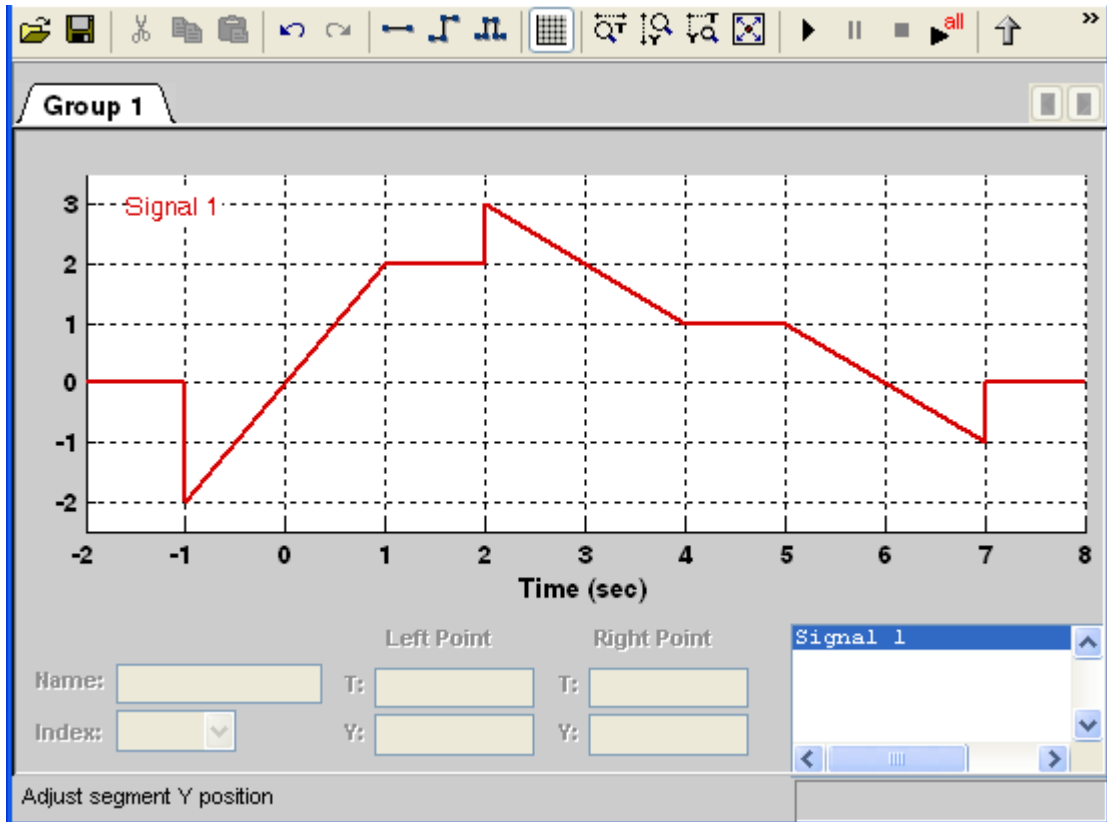 all
»
Group 1
Signal 1
3
2
1
0
-1
-2
-2 -1 0 1 2 3 4 5 6 7 8
Time (sec)
Left Point Right Point
Name: T: T:
Index: Y: Y:
Signal 1
Adjust segment Y position